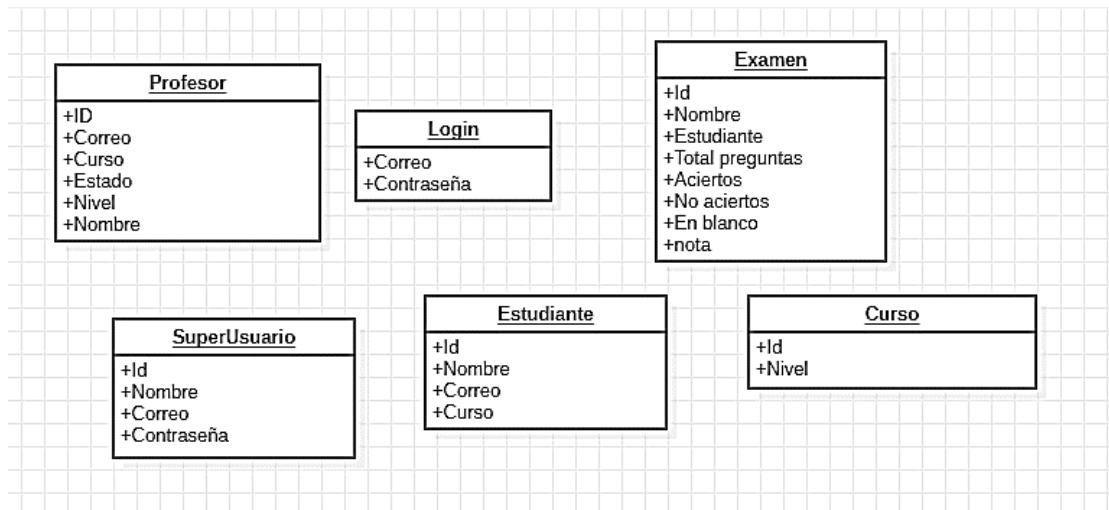 Profesor
+ID
+Correo
+Curso
+Estado
+Nivel
+Nombre
Login
+Correo
+Contraseña
Examen
+Id
+Nombre
+Estudiante
+Total preguntas
+Aciertos
+No aciertos
+En blanco
+nota
SuperUsuario
+Id
+Nombre
+Correo
+Contraseña
Estudiante
+Id
+Nombre
+Correo
+Curso
Curso
+Id
+Nivel